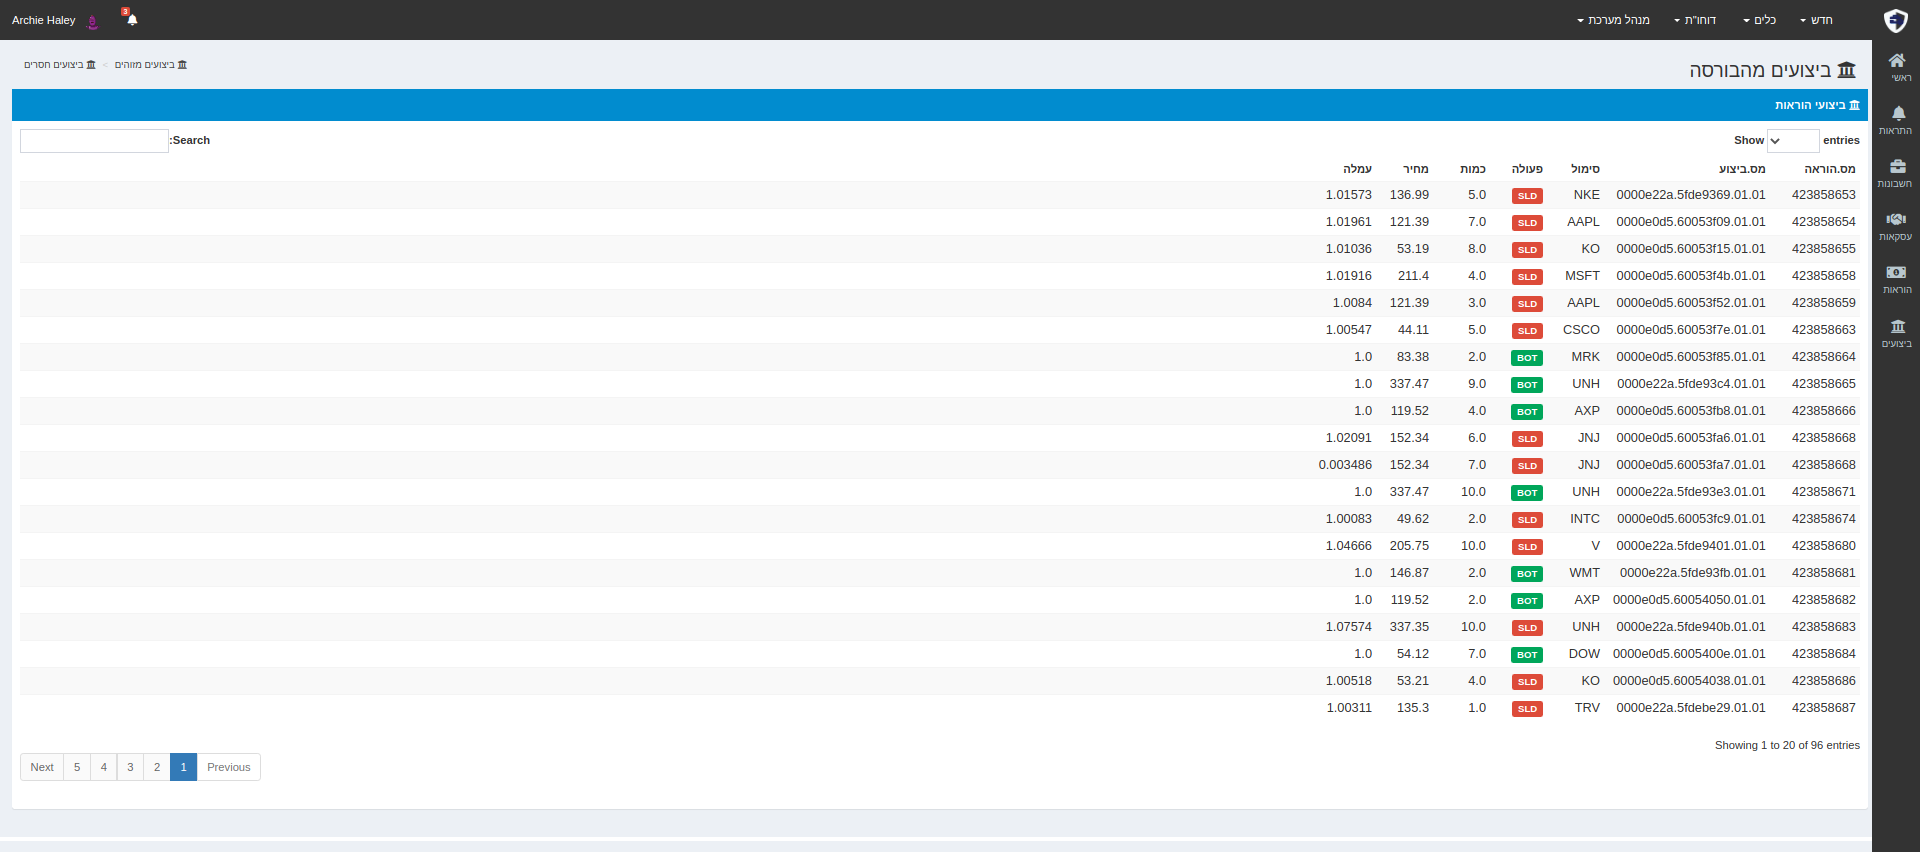 חדש כלים דוחו"ת מנהל מערכת 3 Archie Haley
ראשי
התראות
חשבונות
עסקאות
הוראות
ביצועים
ביצועים מהבורסה
ביצועים מזוהים > ביצועים חסרים
ביצועי הוראות
Show entries
Search:
מס.הוראה מס.ביצוע סימול פעולה כמות מחיר עמלה
423858653 0000e22a.5fde9369.01.01 NKE SLD 5.0 136.99 1.01573
423858654 0000e0d5.60053f09.01.01 AAPL SLD 7.0 121.39 1.01961
423858655 0000e0d5.60053f15.01.01 KO SLD 8.0 53.19 1.01036
423858658 0000e0d5.60053f4b.01.01 MSFT SLD 4.0 211.4 1.01916
423858659 0000e0d5.60053f52.01.01 AAPL SLD 3.0 121.39 1.0084
423858663 0000e0d5.60053f7e.01.01 CSCO SLD 5.0 44.11 1.00547
423858664 0000e0d5.60053f85.01.01 MRK BOT 2.0 83.38 1.0
423858665 0000e22a.5fde93c4.01.01 UNH BOT 9.0 337.47 1.0
423858666 0000e0d5.60053fb8.01.01 AXP BOT 4.0 119.52 1.0
423858668 0000e0d5.60053fa6.01.01 JNJ SLD 6.0 152.34 1.02091
423858668 0000e0d5.60053fa7.01.01 JNJ SLD 7.0 152.34 0.003486
423858671 0000e22a.5fde93e3.01.01 UNH BOT 10.0 337.47 1.0
423858674 0000e0d5.60053fc9.01.01 INTC SLD 2.0 49.62 1.00083
423858680 0000e22a.5fde9401.01.01 V SLD 10.0 205.75 1.04666
423858681 0000e22a.5fde93fb.01.01 WMT BOT 2.0 146.87 1.0
423858682 0000e0d5.60054050.01.01 AXP BOT 2.0 119.52 1.0
423858683 0000e22a.5fde940b.01.01 UNH SLD 10.0 337.35 1.07574
423858684 0000e0d5.6005400e.01.01 DOW BOT 7.0 54.12 1.0
423858686 0000e0d5.60054038.01.01 KO SLD 4.0 53.21 1.00518
423858687 0000e22a.5fdebe29.01.01 TRV SLD 1.0 135.3 1.00311
Showing 1 to 20 of 96 entries
Previous 1 2 3 4 5 Next